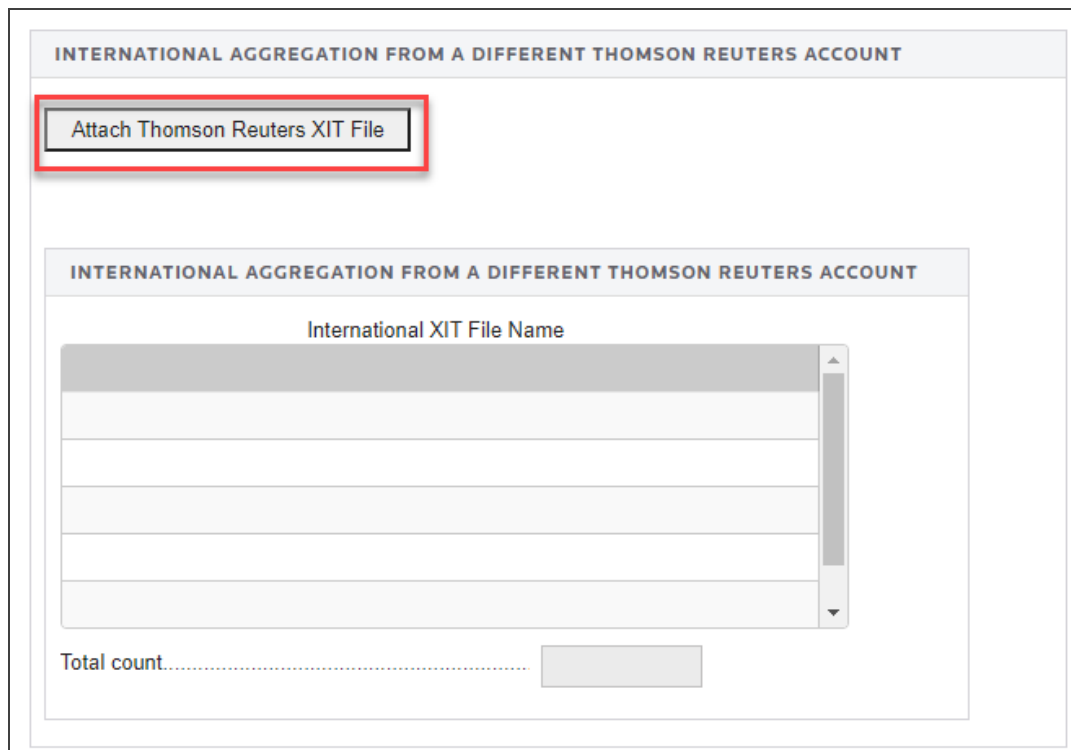 INTERNATIONAL AGGREGATION FROM A DIFFERENT THOMSON REUTERS ACCOUNT
Attach Thomson Reuters XIT File
INTERNATIONAL AGGREGATION FROM A DIFFERENT THOMSON REUTERS ACCOUNT
International XIT File Name
Total count................................................................